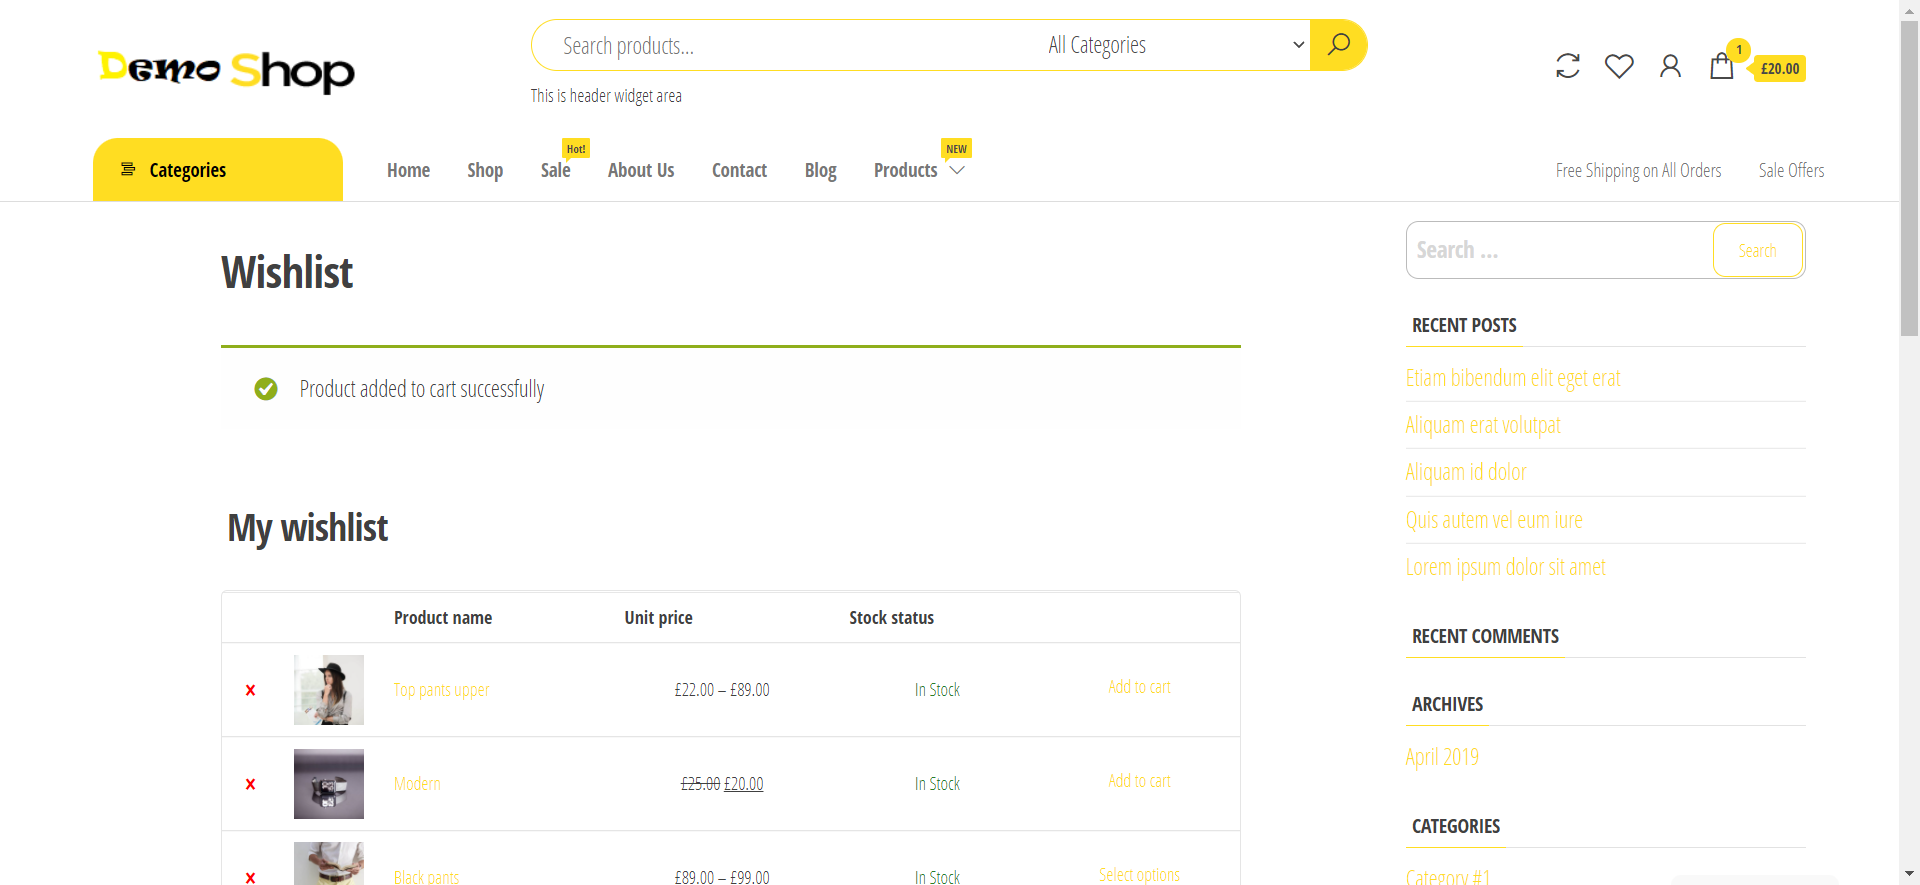 Demo Shop
Search products...
All Categories
This is header widget area
1
£20.00
Categories
Home
Shop
Sale
Hot!
About Us
Contact
Blog
Products
NEW
Free Shipping on All Orders
Sale Offers
Wishlist
Product added to cart successfully
My wishlist
Product name Unit price Stock status
Top pants upper £22.00 – £89.00 In Stock Add to cart
Modern £25.00 £20.00 In Stock Add to cart
Black pants £89.00 – £99.00 In Stock Select options
Search ...
Search
RECENT POSTS
Etiam bibendum elit eget erat
Aliquam erat volutpat
Aliquam id dolor
Quis autem vel eum iure
Lorem ipsum dolor sit amet
RECENT COMMENTS
ARCHIVES
April 2019
CATEGORIES
Category #1